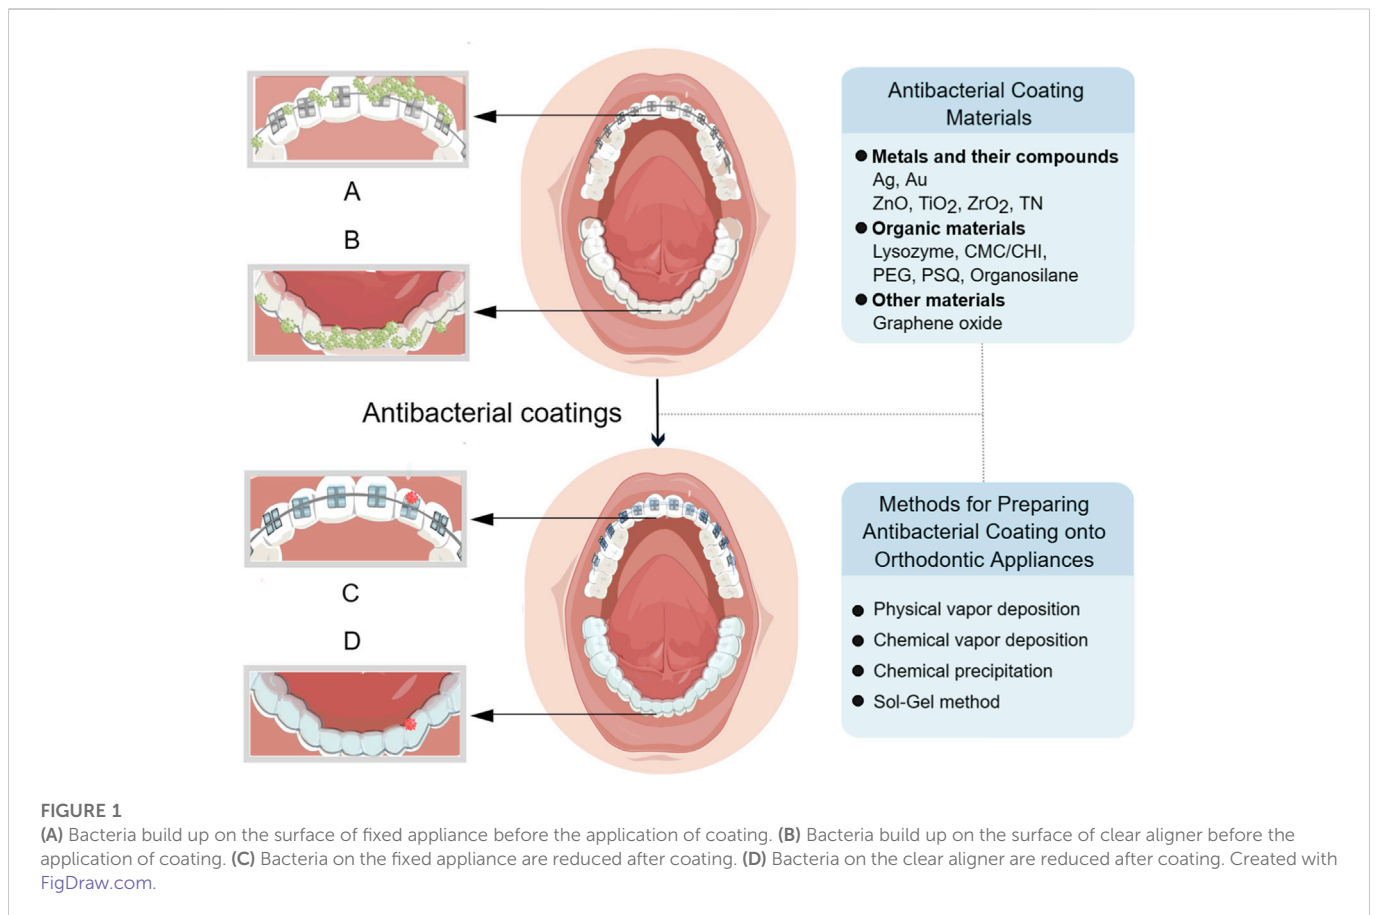 A
B
Antibacterial Coating
Materials
● Metals and their compounds
Ag, Au
ZnO, TiO2, ZrO2, TN
● Organic materials
Lysozyme, CMC/CHI,
PEG, PSQ, Organosilane
● Other materials
Graphene oxide
Antibacterial coatings
C
D
Methods for Preparing
Antibacterial Coating onto
Orthodontic Appliances
● Physical vapor deposition
● Chemical vapor deposition
● Chemical precipitation
● Sol-Gel method
FIGURE 1
(A) Bacteria build up on the surface of fixed appliance before the application of coating. (B) Bacteria build up on the surface of clear aligner before the
application of coating. (C) Bacteria on the fixed appliance are reduced after coating. (D) Bacteria on the clear aligner are reduced after coating. Created with
FigDraw.com.